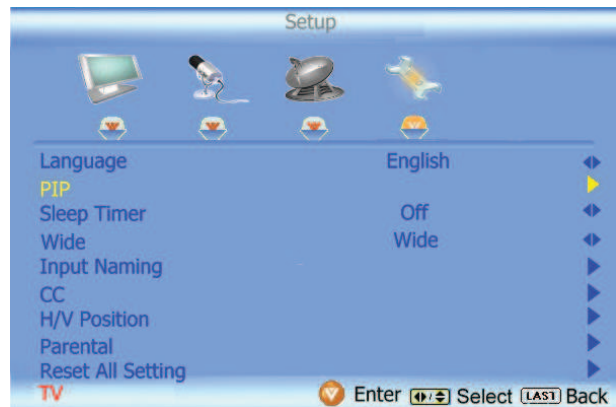 Setup
Language English
PIP
Sleep Timer Off
Wide Wide
Input Naming
CC
H/V Position
Parental
Reset All Setting
TV Enter Select LAST Back